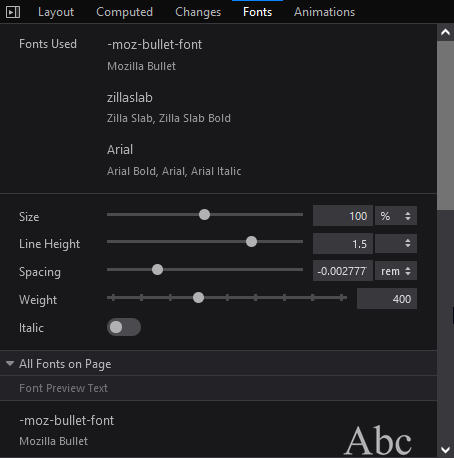 Layout Computed Changes Fonts Animations
Fonts Used
-moz-bullet-font
Mozilla Bullet
zillaslab
Zilla Slab, Zilla Slab Bold
Arial
Arial Bold, Arial, Arial Italic
Size 100 %
Line Height 1.5
Spacing -0.002777 rem
Weight 400
Italic
All Fonts on Page
Font Preview Text
-moz-bullet-font
Mozilla Bullet
Abc